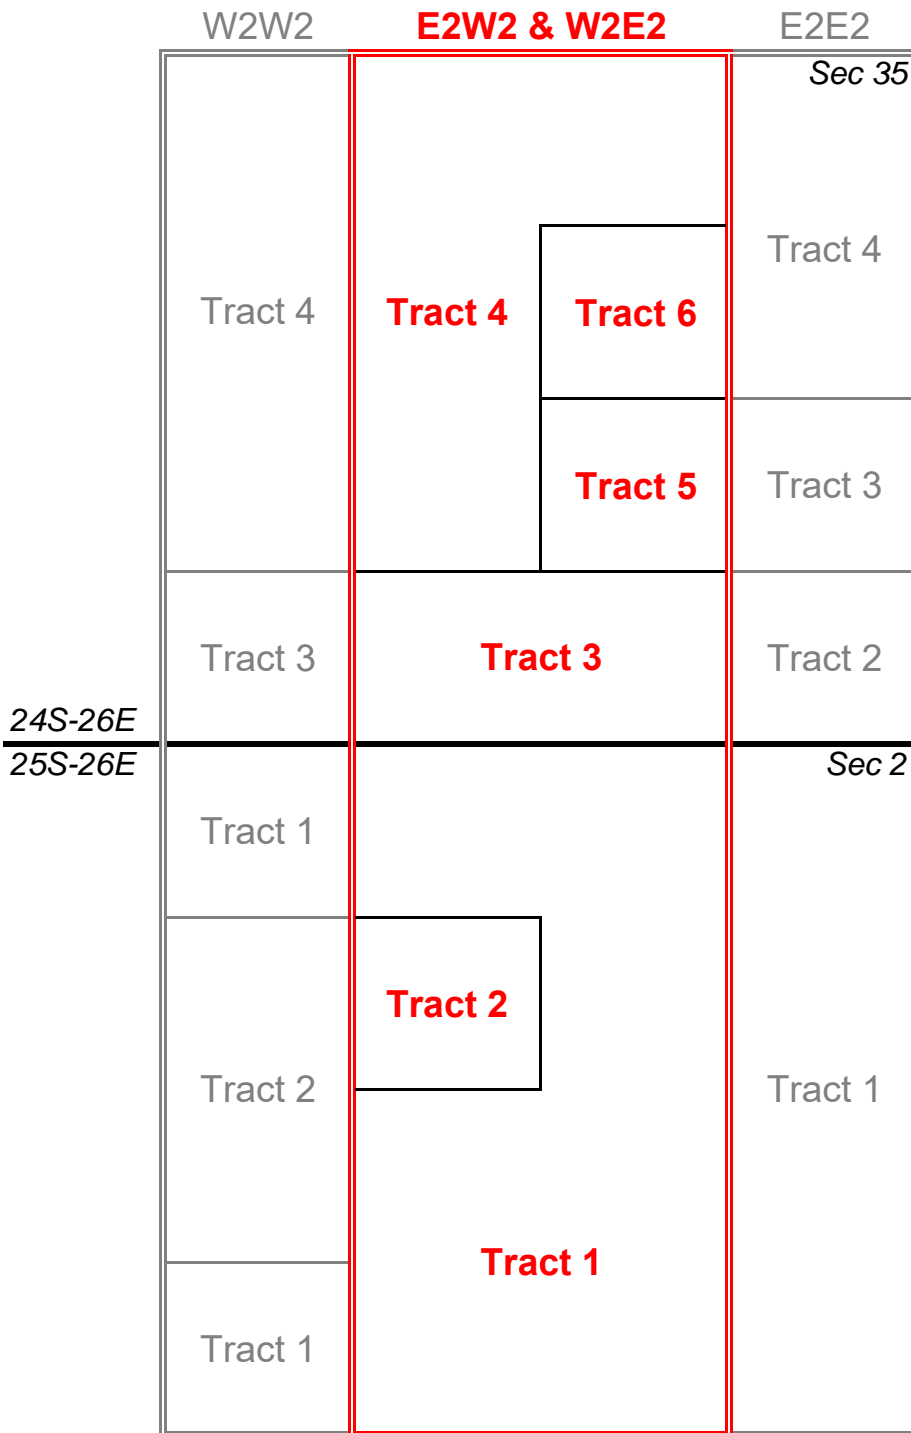 W2W2 E2W2 & W2E2 E2E2
Sec 35
Tract 4
Tract 4 Tract 4 Tract 6
Tract 5 Tract 3
Tract 3 Tract 3 Tract 2
24S-26E
25S-26E Sec 2
Tract 1
Tract 2
Tract 2 Tract 1
Tract 1
Tract 1